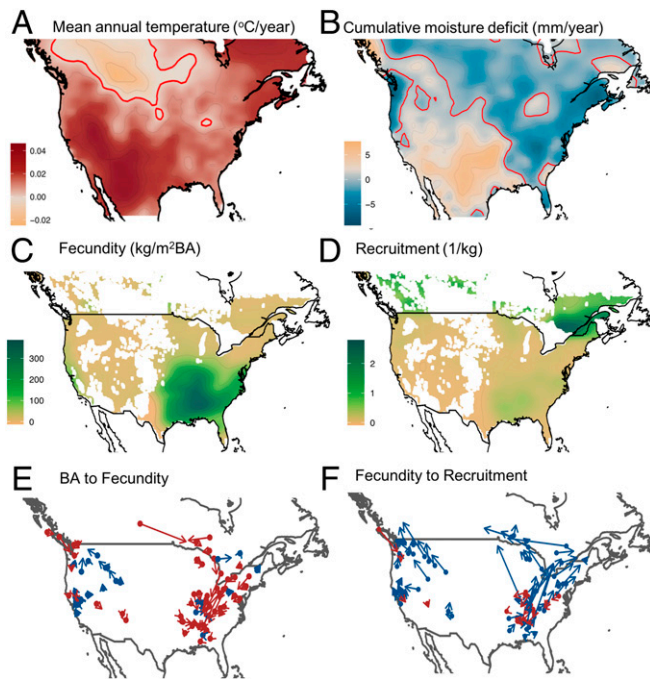 A Mean annual temperature (°C/year)
B Cumulative moisture deficit (mm/year)
0.04
0.02
0.00
−0.02
5
0
−5
C Fecundity (kg/m²BA)
D Recruitment (1/kg)
300
200
100
0
2
1
0
E BA to Fecundity
F Fecundity to Recruitment